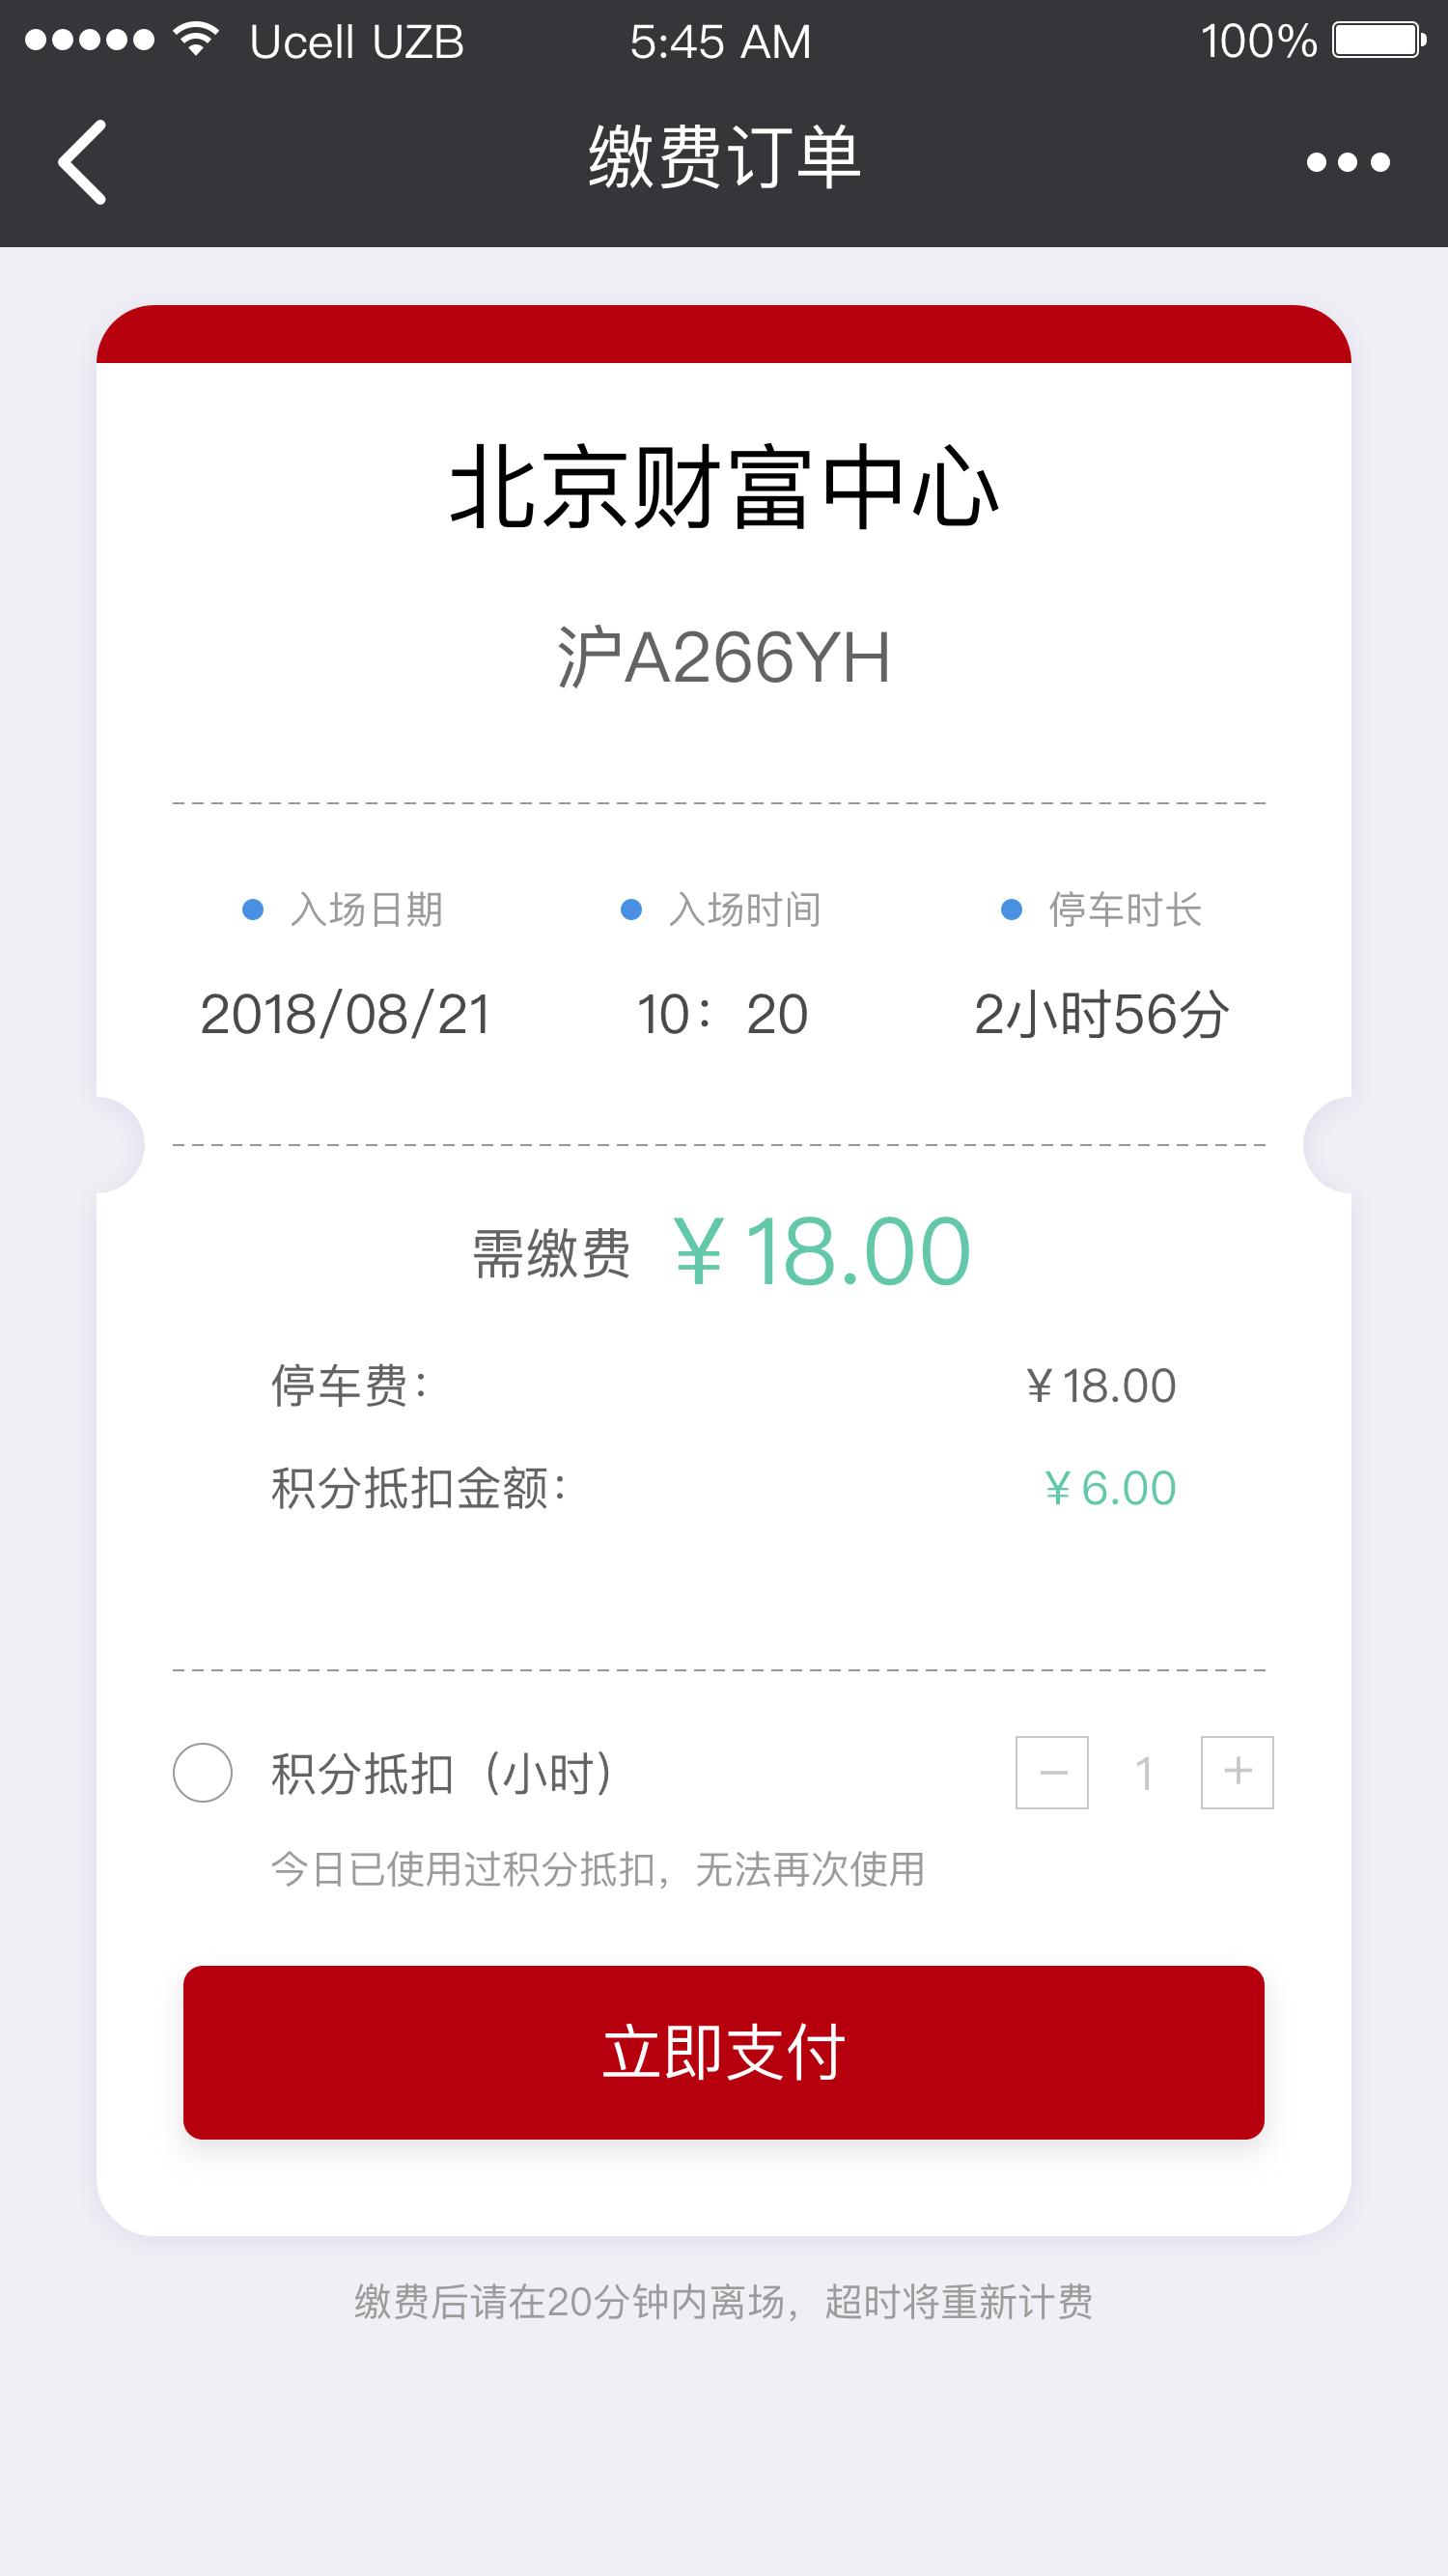 Ucell UZB 5:45 AM 100%
缴费订单
北京财富中心
沪A266YH
入场日期 入场时间 停车时长
2018/08/21 10：20 2小时56分
需缴费 ¥18.00
停车费： ¥18.00
积分抵扣金额： ¥6.00
积分抵扣（小时） － 1 ＋
今日已使用过积分抵扣，无法再次使用
立即支付
缴费后请在20分钟内离场，超时将重新计费